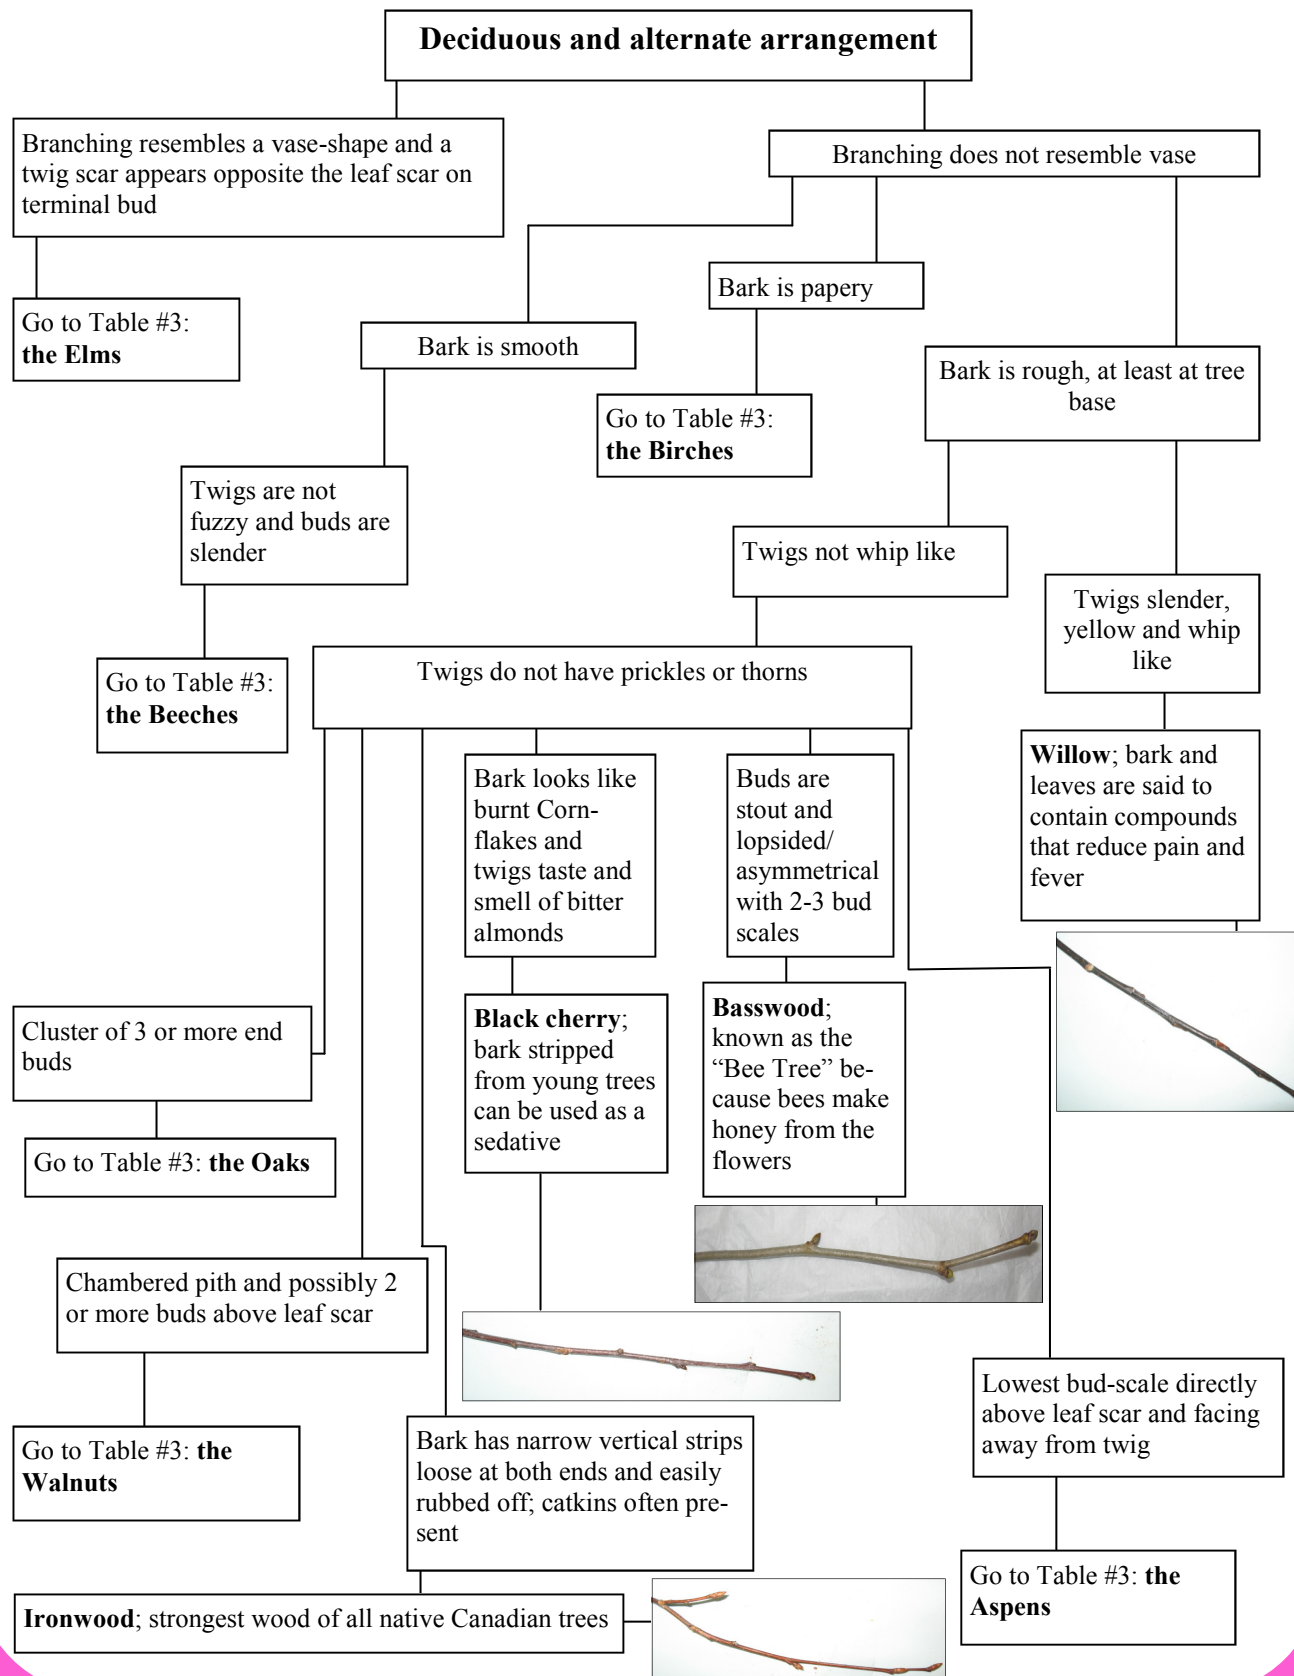 Deciduous and alternate arrangement
Branching resembles a vase-shape and a
twig scar appears opposite the leaf scar on
terminal bud
Branching does not resemble vase
Go to Table #3:
the Elms
Bark is smooth
Bark is papery
Go to Table #3:
the Birches
Bark is rough, at least at tree
base
Twigs are not
fuzzy and buds are
slender
Go to Table #3:
the Beeches
Twigs not whip like
Twigs slender,
yellow and whip
like
Twigs do not have prickles or thorns
Willow; bark and
leaves are said to
contain compounds
that reduce pain and
fever
Bark looks like
burnt Corn-
flakes and
twigs taste and
smell of bitter
almonds
Buds are
stout and
lopsided/
asymmetrical
with 2-3 bud
scales
Black cherry;
bark stripped
from young trees
can be used as a
sedative
Basswood;
known as the
“Bee Tree” be-
cause bees make
honey from the
flowers
Cluster of 3 or more end
buds
Go to Table #3: the Oaks
Chambered pith and possibly 2
or more buds above leaf scar
Go to Table #3: the
Walnuts
Bark has narrow vertical strips
loose at both ends and easily
rubbed off; catkins often pre-
sent
Lowest bud-scale directly
above leaf scar and facing
away from twig
Go to Table #3: the
Aspens
Ironwood; strongest wood of all native Canadian trees